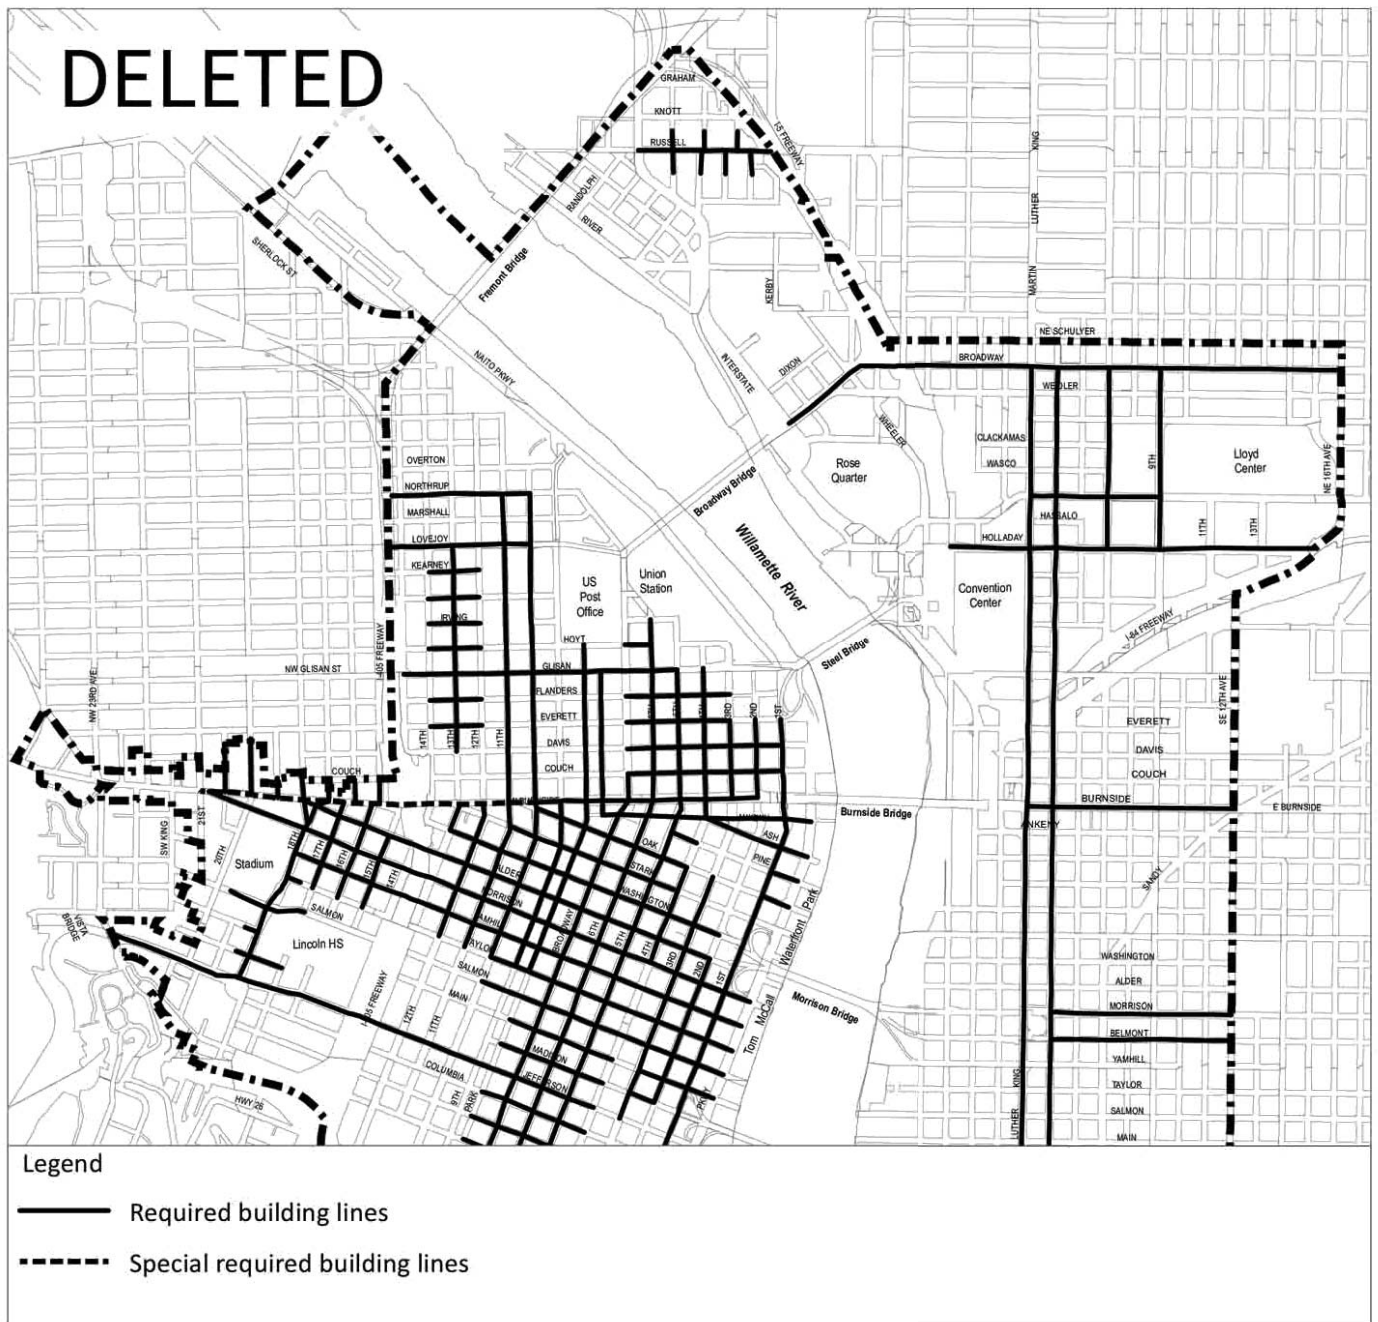 DELETED
GRAHAM
KNOTT
RUSSELL
I-5 FREEWAY
KING
LUTHER
MARTIN
RANDOLPH
RIVER
SHERLOCK ST
Fremont Bridge
KERBY
NE SCHULYER
BROADWAY
NAITO PKWY
INTERSTATE
DIXON
WEIDLER
WHEELER
CLACKAMAS
WASCO
9TH
Lloyd
Center
NE 16TH AVE
OVERTON
NORTHRUP
MARSHALL
LOVEJOY
KEARNEY
IRVING
HOYT
Rose
Quarter
Broadway Bridge
Willamette River
HASSALO
11TH
13TH
HOLLADAY
US
Post
Office
Union
Station
Convention
Center
I-84 FREEWAY
Steel Bridge
I-405 FREEWAY
NW GLISAN ST
NW 23RD AVE
GLISAN
FLANDERS
EVERETT
DAVIS
COUCH
14TH
13TH
12TH
11TH
3RD
2ND
1ST
SE 12TH AVE
EVERETT
DAVIS
COUCH
BURNSIDE
E BURNSIDE
ANKENY
COUCH
Burnside Bridge
21ST
SW KING
20TH
Stadium
18TH
17TH
16TH
15TH
14TH
ASH
PINE
OAK
STARK
WASHINGTON
ALDER
MORRISON
YAMHILL
TAYLOR
SALMON
MAIN
MADISON
JEFFERSON
COLUMBIA
SALMON
Lincoln HS
VISTA
BRIDGE
I-405 FREEWAY
12TH
11TH
9TH
PARK
BROADWAY
6TH
5TH
4TH
3RD
2ND
1ST
PKWY
Tom McCall Waterfront Park
Morrison Bridge
SANDY
HWY 26
WASHINGTON
ALDER
MORRISON
BELMONT
YAMHILL
TAYLOR
SALMON
MAIN
KING
LUTHER
Legend
Required building lines
Special required building lines